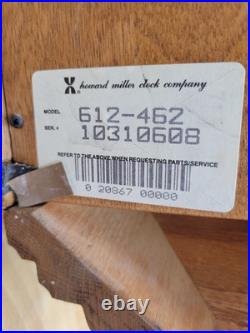 howard miller clock company
MODEL 612-462
SER. # 10310608
REFER TO THE ABOVE WHEN REQUESTING PARTS/SERVICE
0 20867 00080